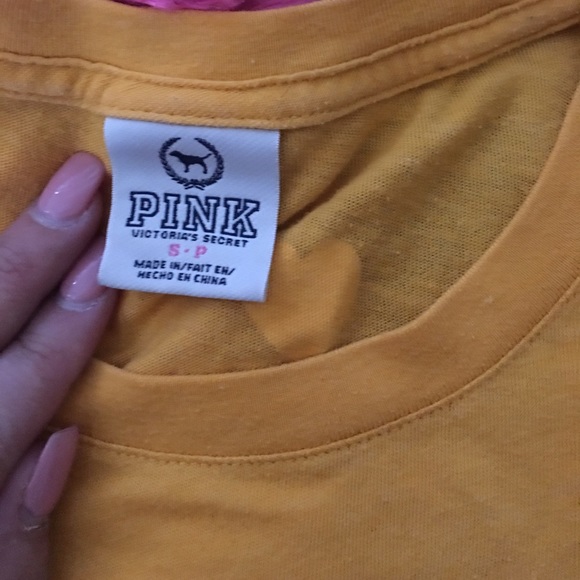 PINK
VICTORIA'S SECRET
S·P
MADE IN/FAIT EN/
HECHO EN CHINA